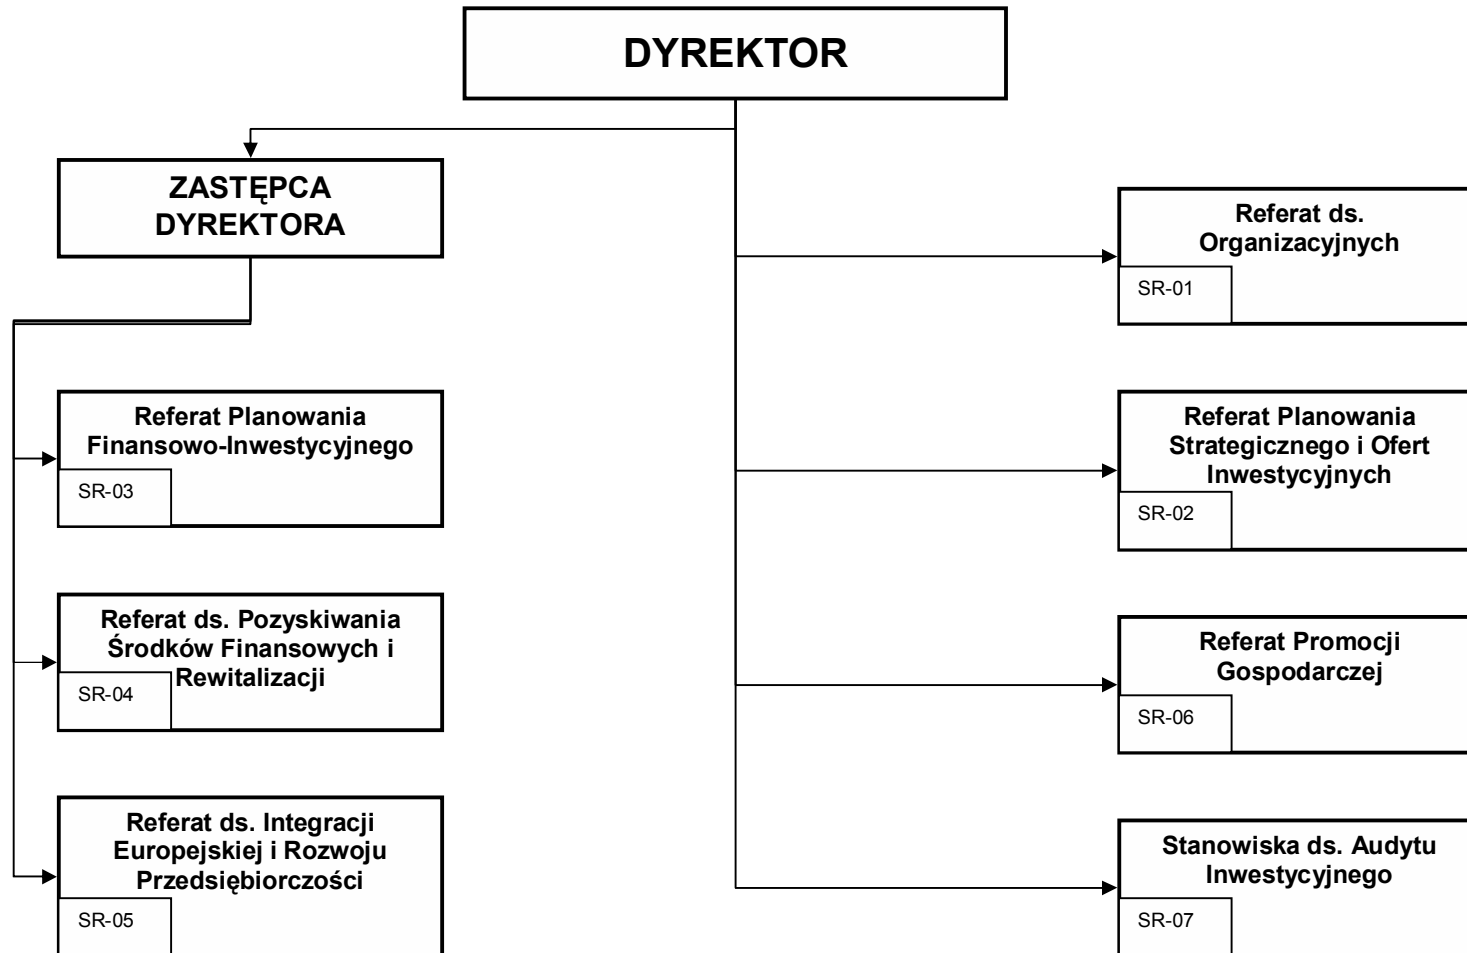 DYREKTOR
ZASTĘPCA
DYREKTORA
Referat ds.
Organizacyjnych
SR-01
Referat Planowania
Finansowo-Inwestycyjnego
SR-03
Referat Planowania
Strategicznego i Ofert
Inwestycyjnych
SR-02
Referat ds. Pozyskiwania
Środków Finansowych i
Rewitalizacji
SR-04
Referat Promocji
Gospodarczej
SR-06
Referat ds. Integracji
Europejskiej i Rozwoju
Przedsiębiorczości
SR-05
Stanowiska ds. Audytu
Inwestycyjnego
SR-07